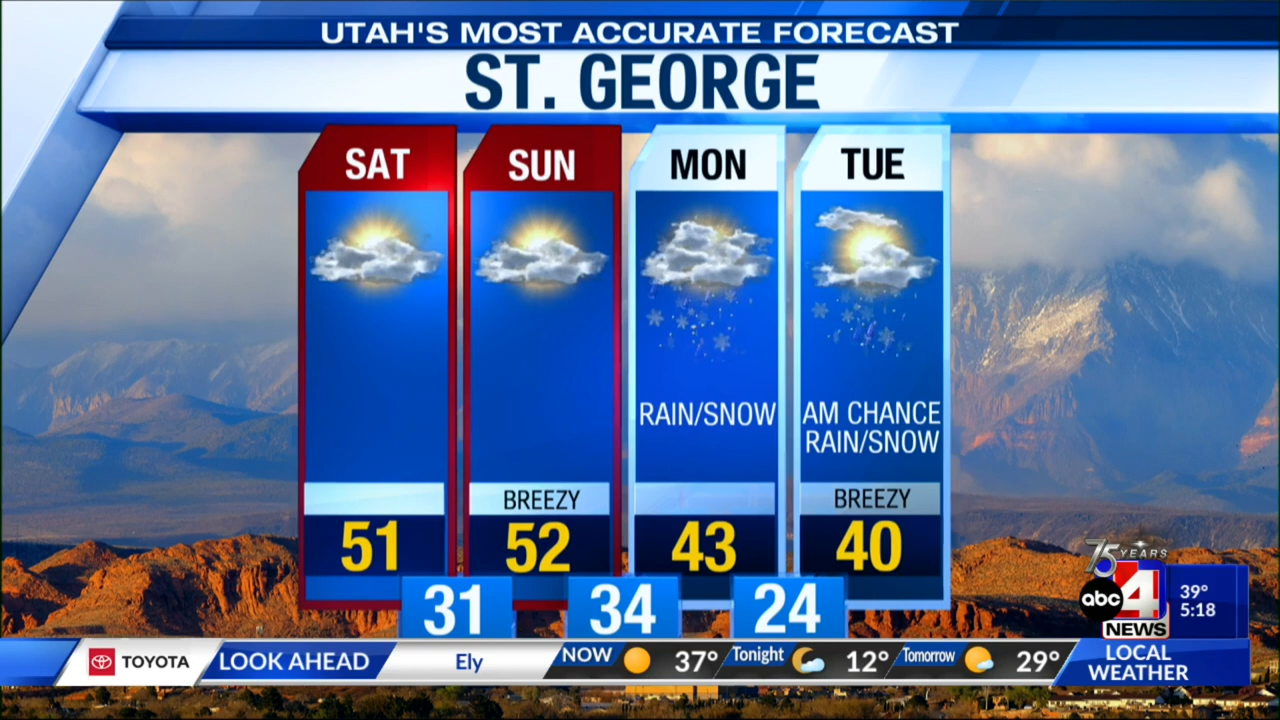 UTAH'S MOST ACCURATE FORECAST
ST. GEORGE
SAT
SUN
MON
TUE
RAIN/SNOW
AM CHANCE
RAIN/SNOW
BREEZY
BREEZY
51
52
43
40
31
34
24
75 YEARS
abc 4
NEWS
39°
5:18
TOYOTA
LOOK AHEAD
Ely
NOW
37°
Tonight
12°
Tomorrow
29°
LOCAL
WEATHER